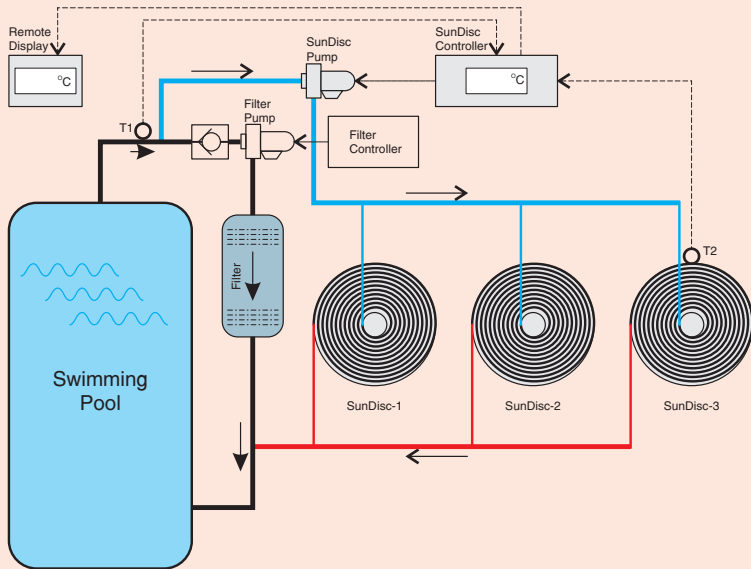 Remote
Display
°C
SunDisc
Pump
SunDisc
Controller
°C
T1
Filter
Pump
Filter
Controller
T2
Filter
Swimming
Pool
SunDisc-1
SunDisc-2
SunDisc-3